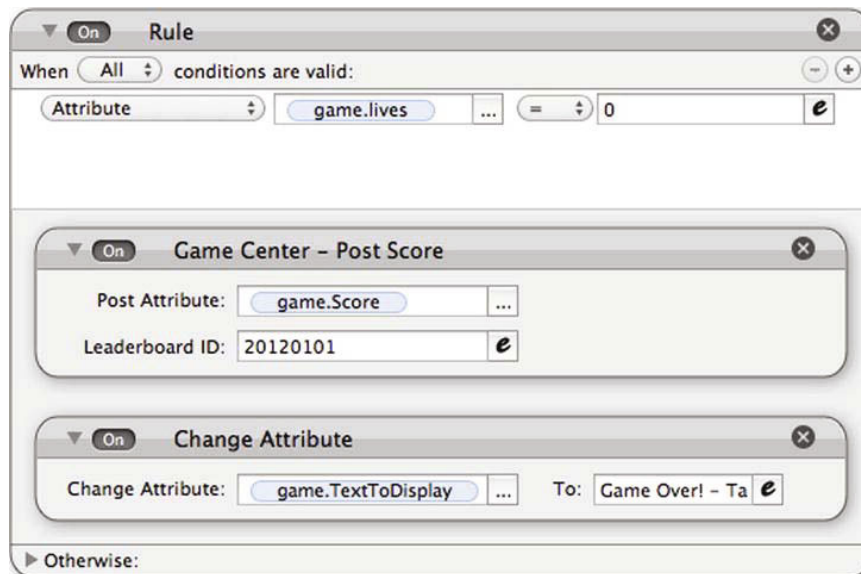 On Rule
When All conditions are valid:
Attribute game.lives ... = 0 e
On Game Center – Post Score
Post Attribute: game.Score ...
Leaderboard ID: 20120101 e
On Change Attribute
Change Attribute: game.TextToDisplay ... To: Game Over! – Ta e
Otherwise: